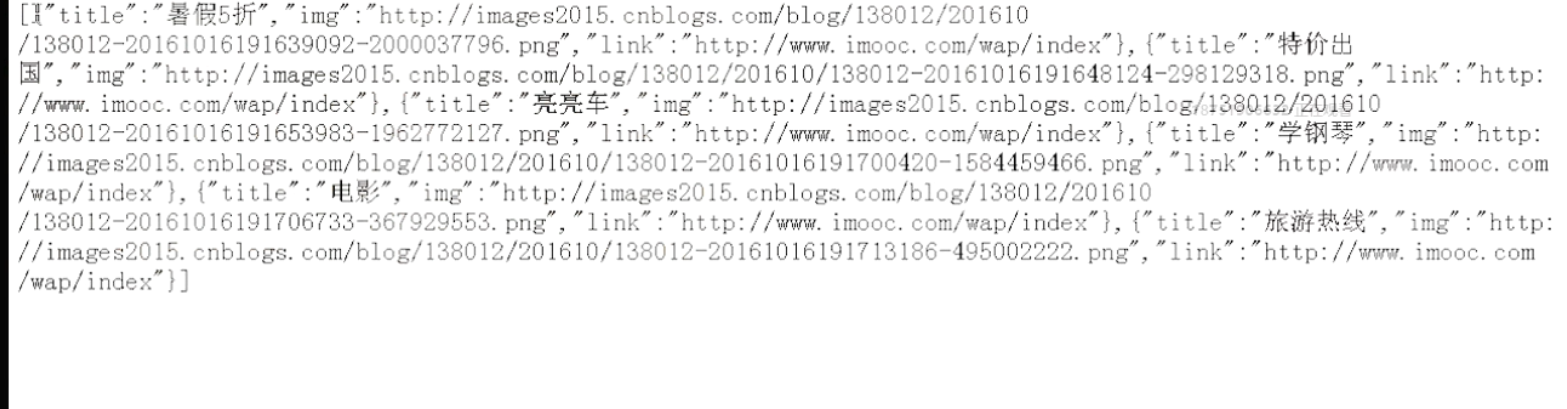 [{"title":"暑假5折","img":"http://images2015.cnblogs.com/blog/138012/201610
/138012-20161016191639092-2000037796.png","link":"http://www.imooc.com/wap/index"},{"title":"特价出
国","img":"http://images2015.cnblogs.com/blog/138012/201610/138012-20161016191648124-298129318.png","link":"http:
//www.imooc.com/wap/index"},{"title":"亮亮车","img":"http://images2015.cnblogs.com/blog/138012/201610
/138012-20161016191653983-1962772127.png","link":"http://www.imooc.com/wap/index"},{"title":"学钢琴","img":"http:
//images2015.cnblogs.com/blog/138012/201610/138012-20161016191700420-1584459466.png","link":"http://www.imooc.com
/wap/index"},{"title":"电影","img":"http://images2015.cnblogs.com/blog/138012/201610
/138012-20161016191706733-367929553.png","link":"http://www.imooc.com/wap/index"},{"title":"旅游热线","img":"http:
//images2015.cnblogs.com/blog/138012/201610/138012-20161016191713186-495002222.png","link":"http://www.imooc.com
/wap/index"}]